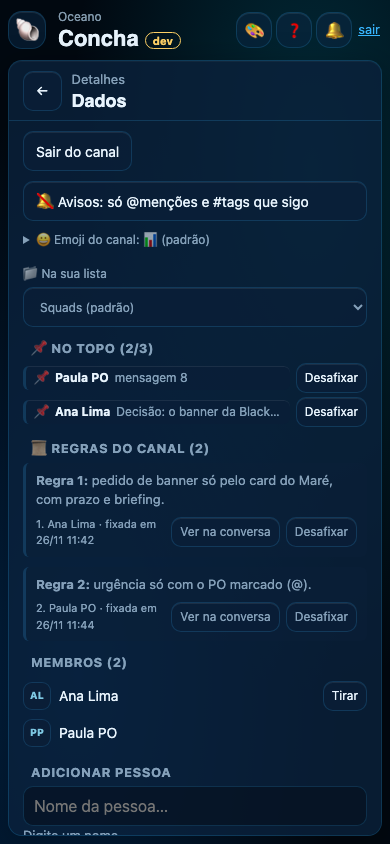 Oceano
Concha dev
sair
Detalhes
Dados
Sair do canal
Avisos: só @menções e #tags que sigo
Emoji do canal: (padrão)
Na sua lista
Squads (padrão)
NO TOPO (2/3)
Paula PO mensagem 8
Desafixar
Ana Lima Decisão: o banner da Black...
Desafixar
REGRAS DO CANAL (2)
Regra 1: pedido de banner só pelo card do Maré,
com prazo e briefing.
1. Ana Lima · fixada em
26/11 11:42
Ver na conversa
Desafixar
Regra 2: urgência só com o PO marcado (@).
2. Paula PO · fixada em
26/11 11:44
Ver na conversa
Desafixar
MEMBROS (2)
AL Ana Lima
Tirar
PP Paula PO
ADICIONAR PESSOA
Nome da pessoa...
Digite um nome